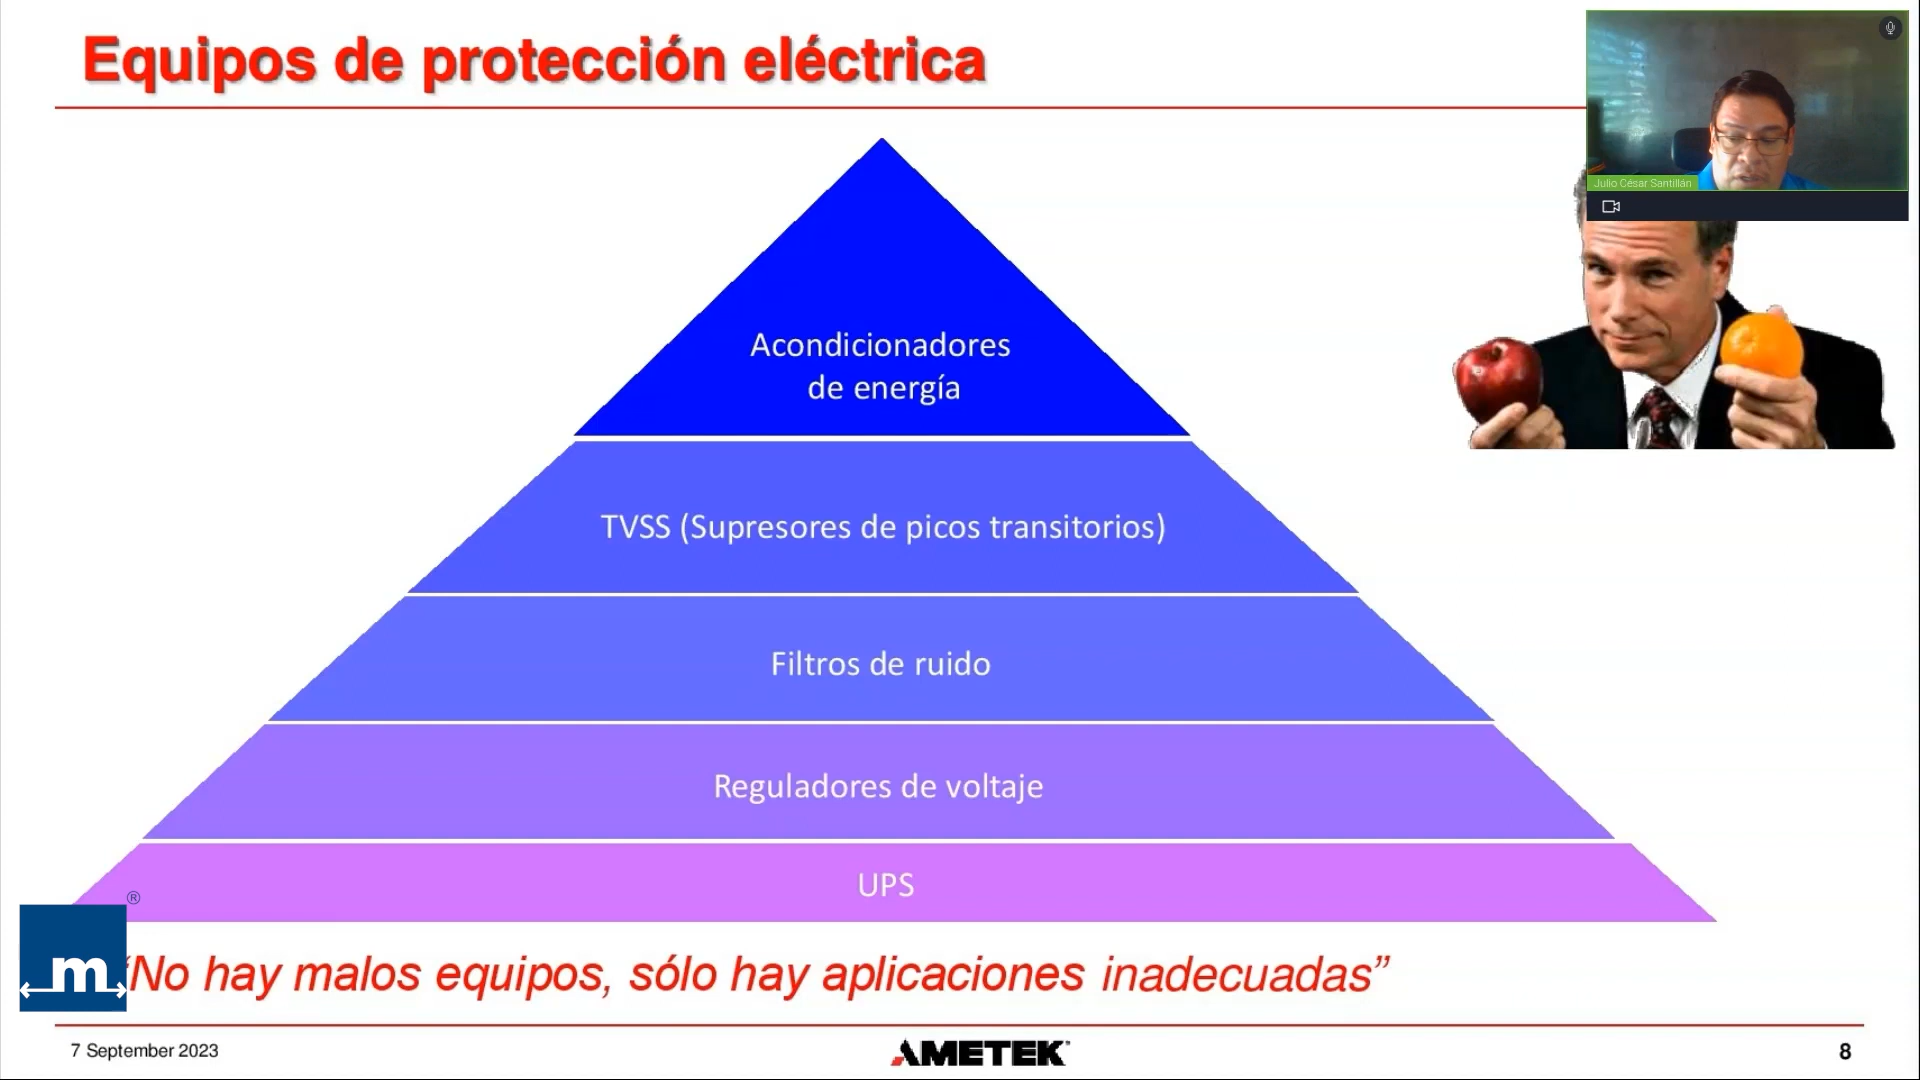 Equipos de protección eléctrica
Julio César Santillán
Acondicionadores
de energía
TVSS (Supresores de picos transitorios)
Filtros de ruido
Reguladores de voltaje
UPS
®
m
“No hay malos equipos, sólo hay aplicaciones inadecuadas”
7 September 2023
AMETEK
8